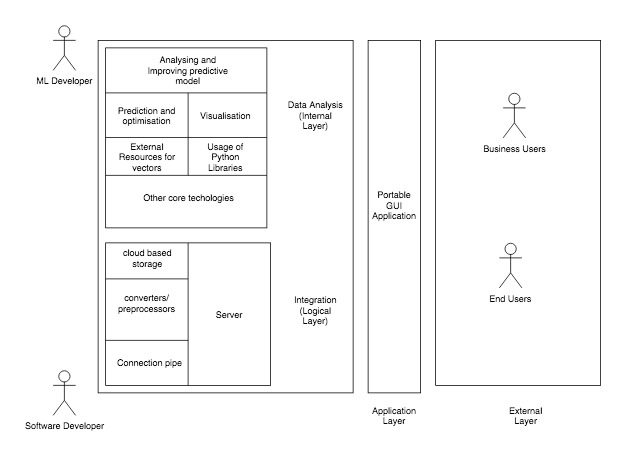 ML Developer
Analysing and
Improving predictive
model
Prediction and
optimisation
Visualisation
External
Resources for
vectors
Usage of
Python
Libraries
Other core techologies
Data Analysis
(Internal
Layer)
cloud based
storage
converters/
preprocessors
Connection pipe
Server
Integration
(Logical
Layer)
Software Developer
Portable
GUI
Application
Application
Layer
Business Users
End Users
External
Layer